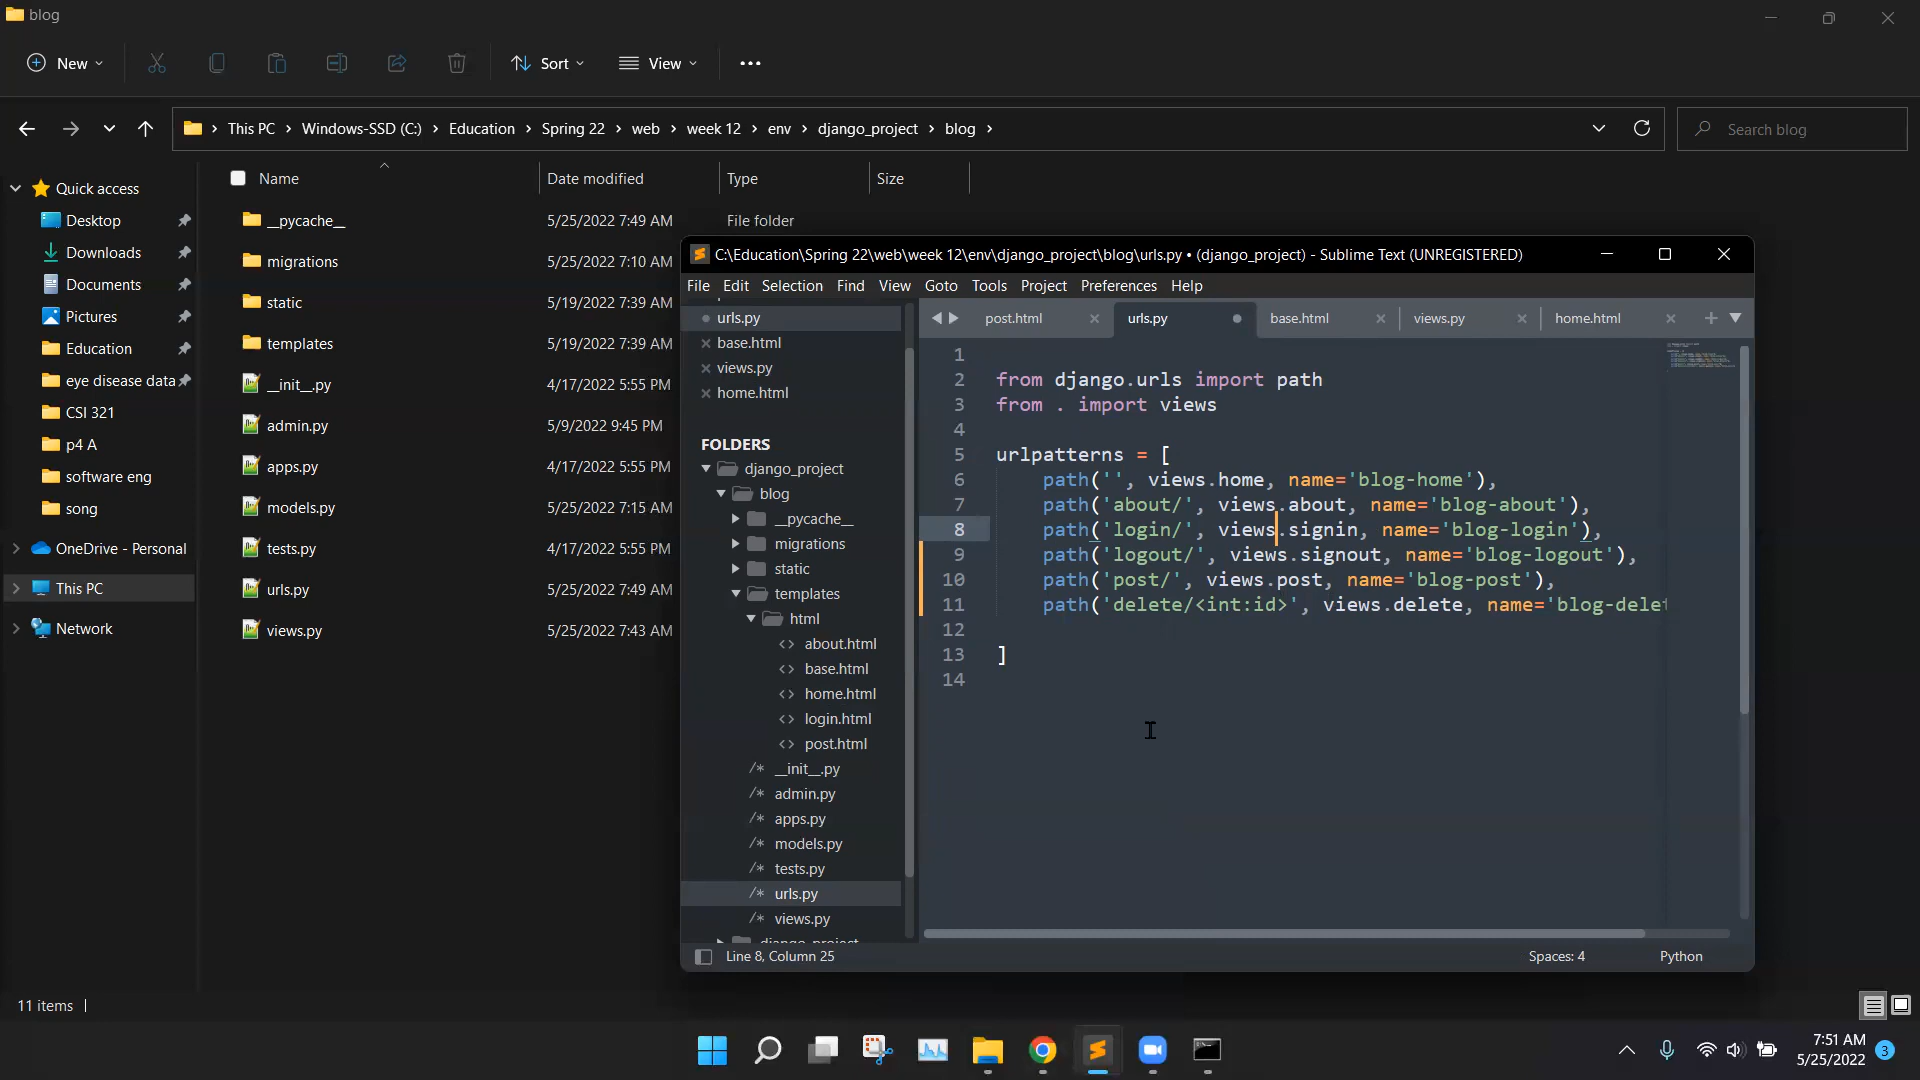 blog
New
Sort
View
This PC
Windows-SSD (C:)
Education
Spring 22
web
week 12
env
django_project
blog
Search blog
Name
Date modified
Type
Size
Quick access
Desktop
Downloads
Documents
Pictures
Education
eye disease data
CSI 321
p4 A
software eng
song
OneDrive - Personal
This PC
Network
__pycache__ 5/25/2022 7:49 AM File folder
migrations 5/25/2022 7:10 AM
static 5/19/2022 7:39 AM
templates 5/19/2022 7:39 AM
__init__.py 4/17/2022 5:55 PM
admin.py 5/9/2022 9:45 PM
apps.py 4/17/2022 5:55 PM
models.py 5/25/2022 7:15 AM
tests.py 4/17/2022 5:55 PM
urls.py 5/25/2022 7:49 AM
views.py 5/25/2022 7:43 AM
C:\Education\Spring 22\web\week 12\env\django_project\blog\urls.py • (django_project) - Sublime Text (UNREGISTERED)
File Edit Selection Find View Goto Tools Project Preferences Help
urls.py
base.html
views.py
home.html
FOLDERS
django_project
blog
__pycache__
migrations
static
templates
html
about.html
base.html
home.html
login.html
post.html
__init__.py
admin.py
apps.py
models.py
tests.py
urls.py
views.py
django_project
post.html
urls.py
base.html
views.py
home.html
1
2 from django.urls import path
3 from . import views
4
5 urlpatterns = [
6 path('', views.home, name='blog-home'),
7 path('about/', views.about, name='blog-about'),
8 path('login/', views.signin, name='blog-login'),
9 path('logout/', views.signout, name='blog-logout'),
10 path('post/', views.post, name='blog-post'),
11 path('delete/<int:id>', views.delete, name='blog-delet
12
13 ]
14
Line 8, Column 25
Spaces: 4
Python
11 items
7:51 AM
5/25/2022
3